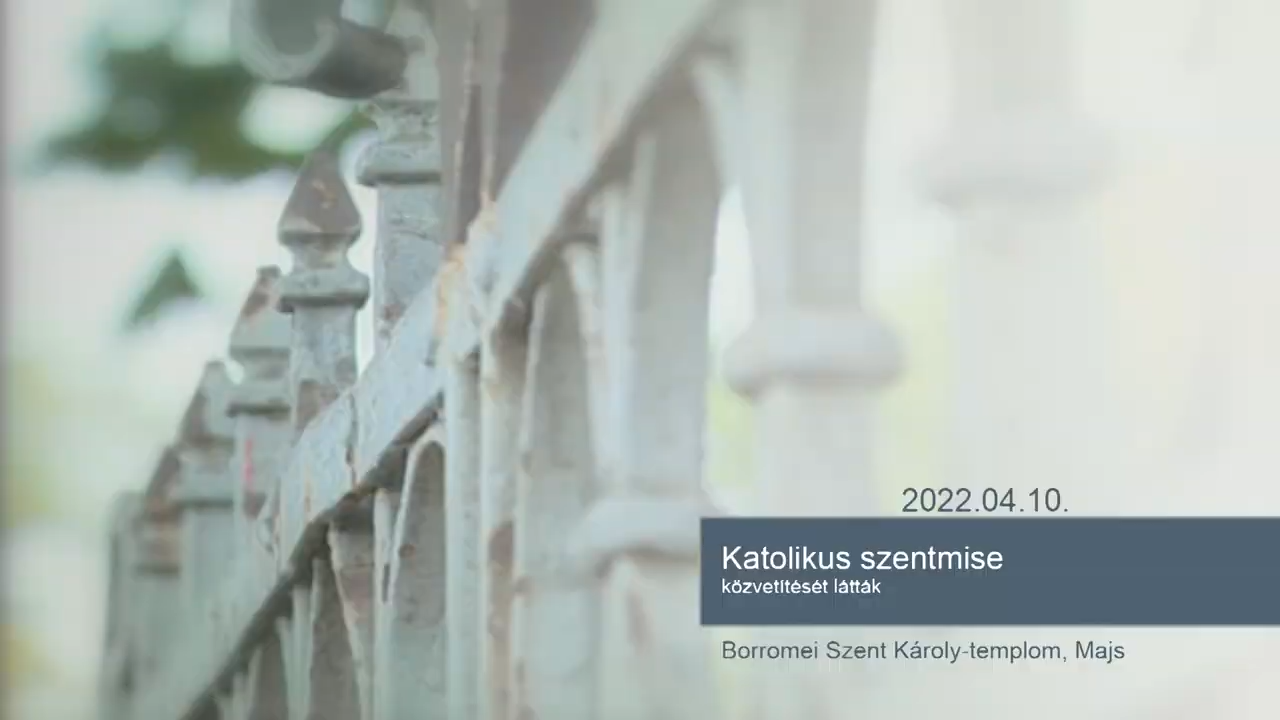 2022.04.10.
Katolikus szentmise
közvetítését látták
Borromei Szent Károly-templom, Majs